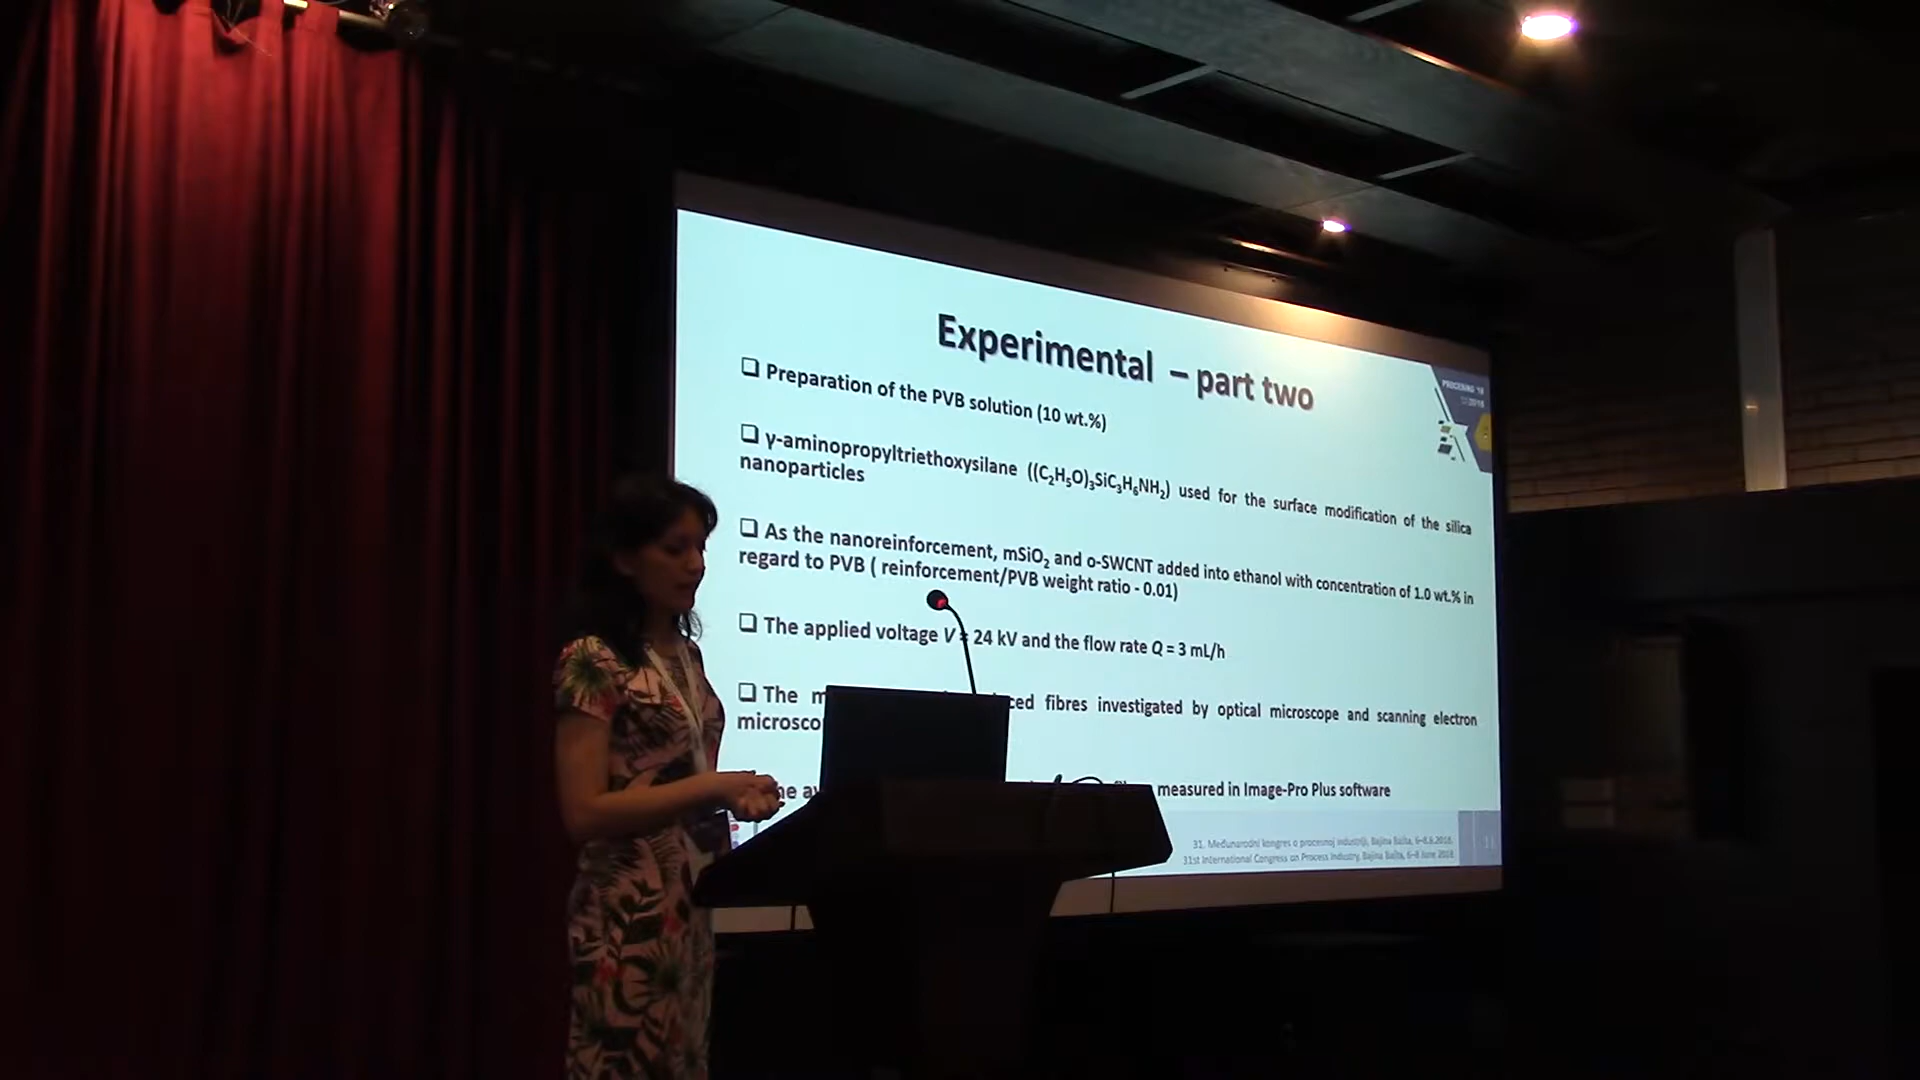 Experimental – part two
PROCESING '18
❑ Preparation of the PVB solution (10 wt.%)
❑ γ-aminopropyltriethoxysilane ((C₂H₅O)₃SiC₃H₆NH₂) used for the surface modification of the silica
nanoparticles
❑ As the nanoreinforcement, mSiO₂ and o-SWCNT added into ethanol with concentration of 1.0 wt.% in
regard to PVB ( reinforcement/PVB weight ratio - 0.01)
❑ The applied voltage V = 24 kV and the flow rate Q = 3 mL/h
❑ The fibres investigated by optical microscope and scanning electron
measured in Image-Pro Plus software
31. Međunarodni kongres o procesnoj industriji, Bajina Bašta, 6–8.6.2018.
31st International Congress on Process Industry, Bajina Bašta, 6–8 June 2018